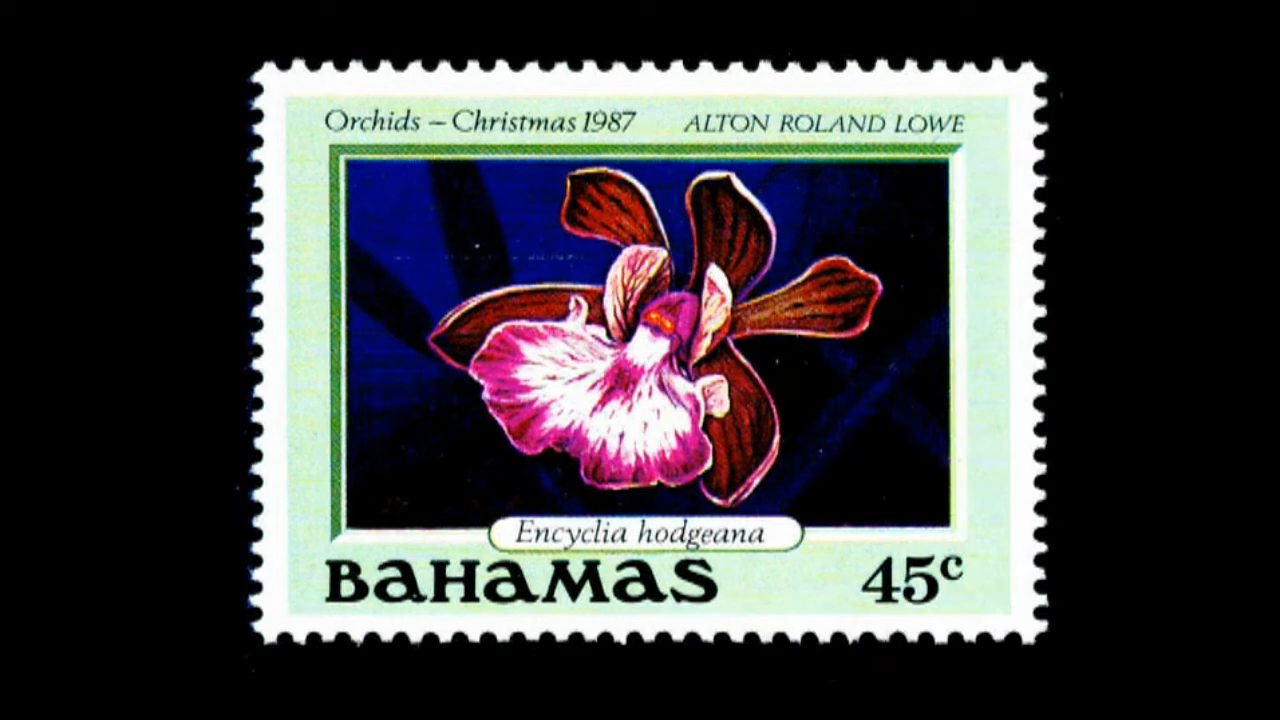 Orchids – Christmas 1987 ALTON ROLAND LOWE
Encyclia hodgeana
BAHAMAS 45c